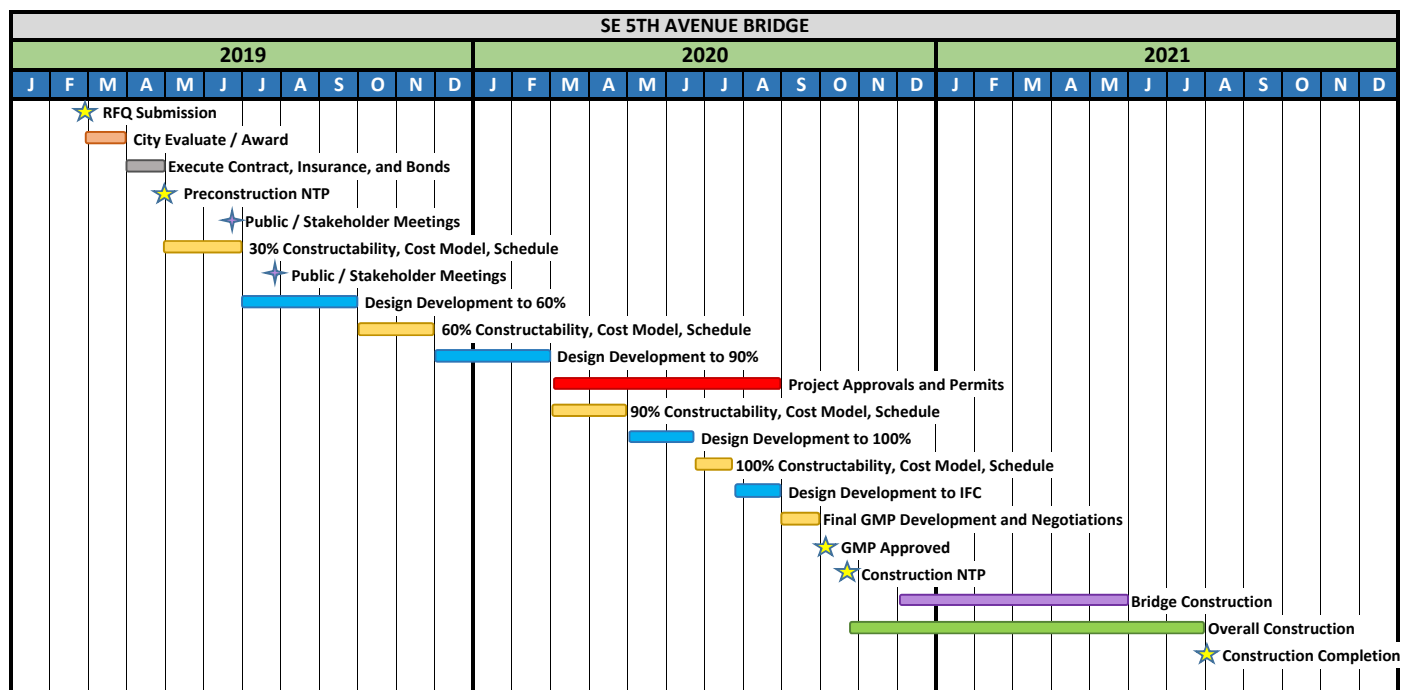 SE 5TH AVENUE BRIDGE
2019 2020 2021
J F M A M J J A S O N D J F M A M J J A S O N D J F M A M J J A S O N D
RFQ Submission
City Evaluate / Award
Execute Contract, Insurance, and Bonds
Preconstruction NTP
Public / Stakeholder Meetings
30% Constructability, Cost Model, Schedule
Public / Stakeholder Meetings
Design Development to 60%
60% Constructability, Cost Model, Schedule
Design Development to 90%
Project Approvals and Permits
90% Constructability, Cost Model, Schedule
Design Development to 100%
100% Constructability, Cost Model, Schedule
Design Development to IFC
Final GMP Development and Negotiations
GMP Approved
Construction NTP
Bridge Construction
Overall Construction
Construction Completion